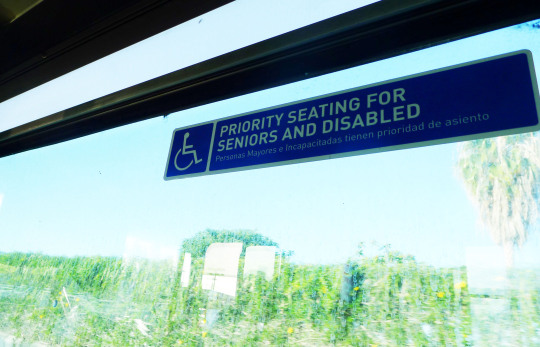 PRIORITY SEATING FOR
SENIORS AND DISABLED
Personas Mayores e Incapacitadas tienen prioridad de asiento